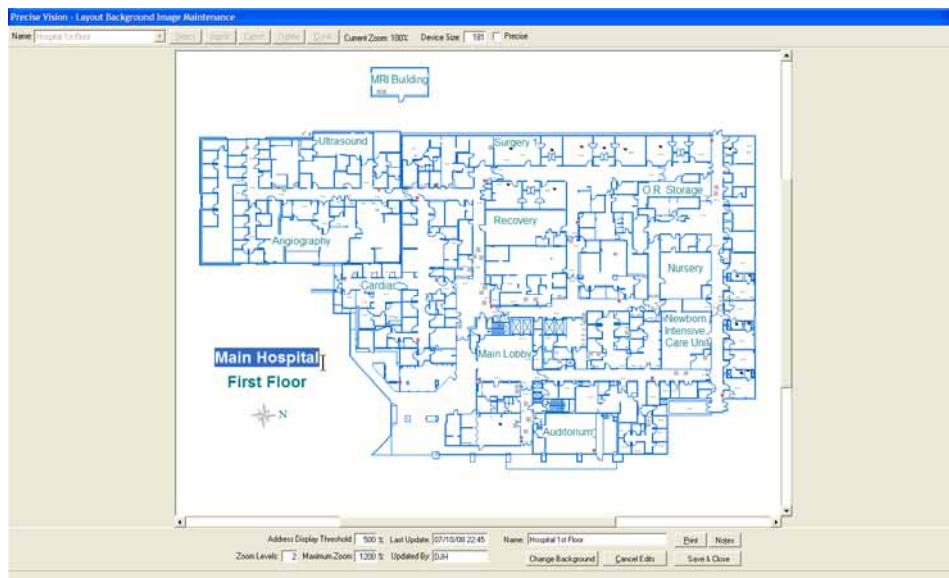 Precise Vision - Layout Background Image Maintenance
Name: Hospital 1st Floor Current Zoom: 100% Device Size: 181 Precise
MRI Building
Ultrasound
Surgery 1
O.R. Storage
Recovery
Angiography
Nursery
Cardiac
Newborn
Intensive
Care Unit
Main Lobby
Main Hospital
First Floor
N
Auditorium
Address Display Threshold: 500 % Last Update: 07/10/08 22:45 Name: Hospital 1st Floor Print Notes
Zoom Levels: 2 Maximum Zoom: 1200 % Updated By: DJH Change Background Cancel Edits Save & Close